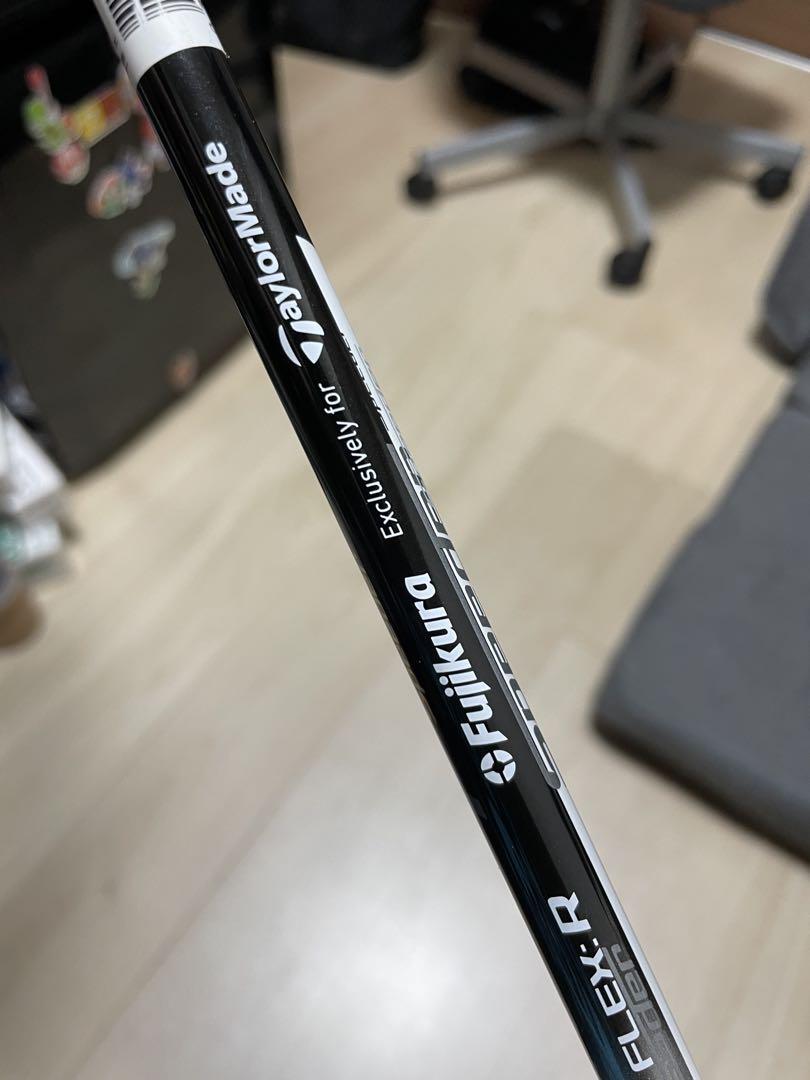 TaylorMade
Exclusively for
Fujikura
FLEX: R